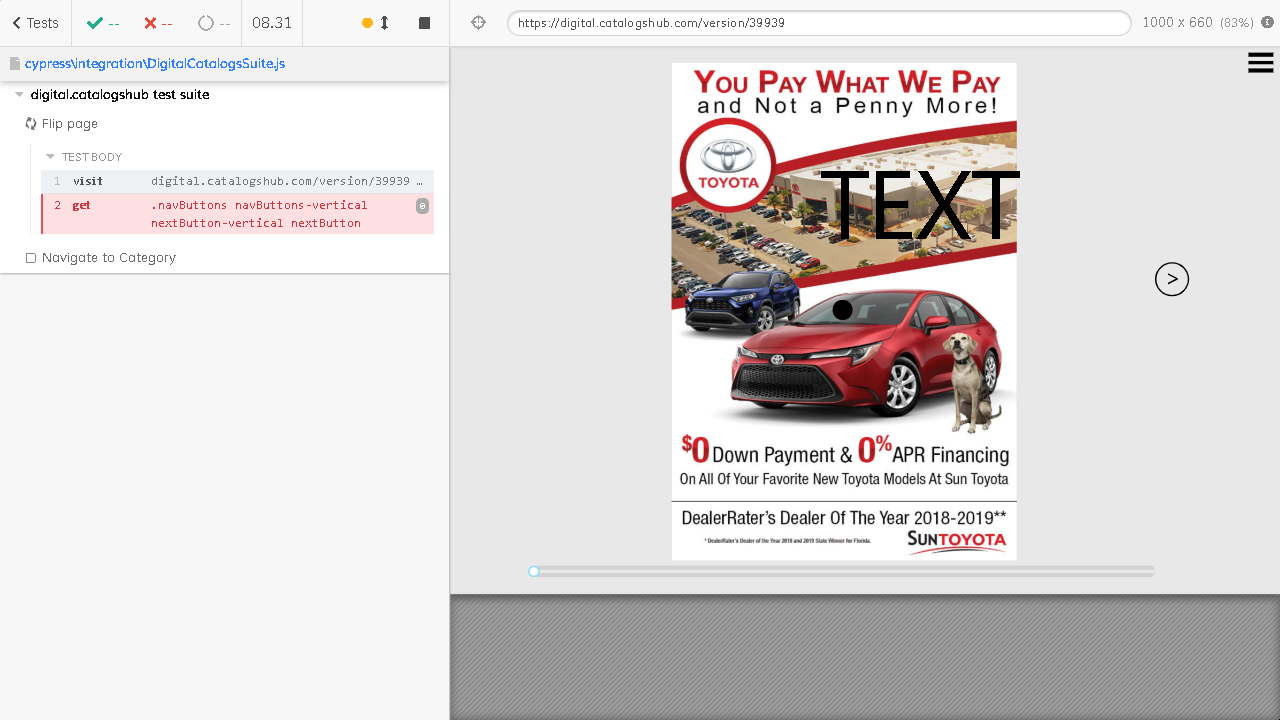 Tests
--
--
--
08.31
https://digital.catalogshub.com/version/39939
1000 x 660 (83%)
cypress\integration\DigitalCatalogsSuite.js
digital.catalogshub test suite
Flip page
TEST BODY
1 visit digital.catalogshub.com/version/39939 …
2 get .navButtons nextButtons-vertical
.nextButton-vertical nextButton
0
Navigate to Category
YOU PAY WHAT WE PAY
and Not a Penny More!
TOYOTA
TEXT
>
$0 Down Payment & 0% APR Financing
On All Of Your Favorite New Toyota Models At Sun Toyota
DealerRater's Dealer Of The Year 2018-2019**
* DealerRater's Dealer of the Year 2018 and 2019 State Winner for Florida.
SUNTOYOTA